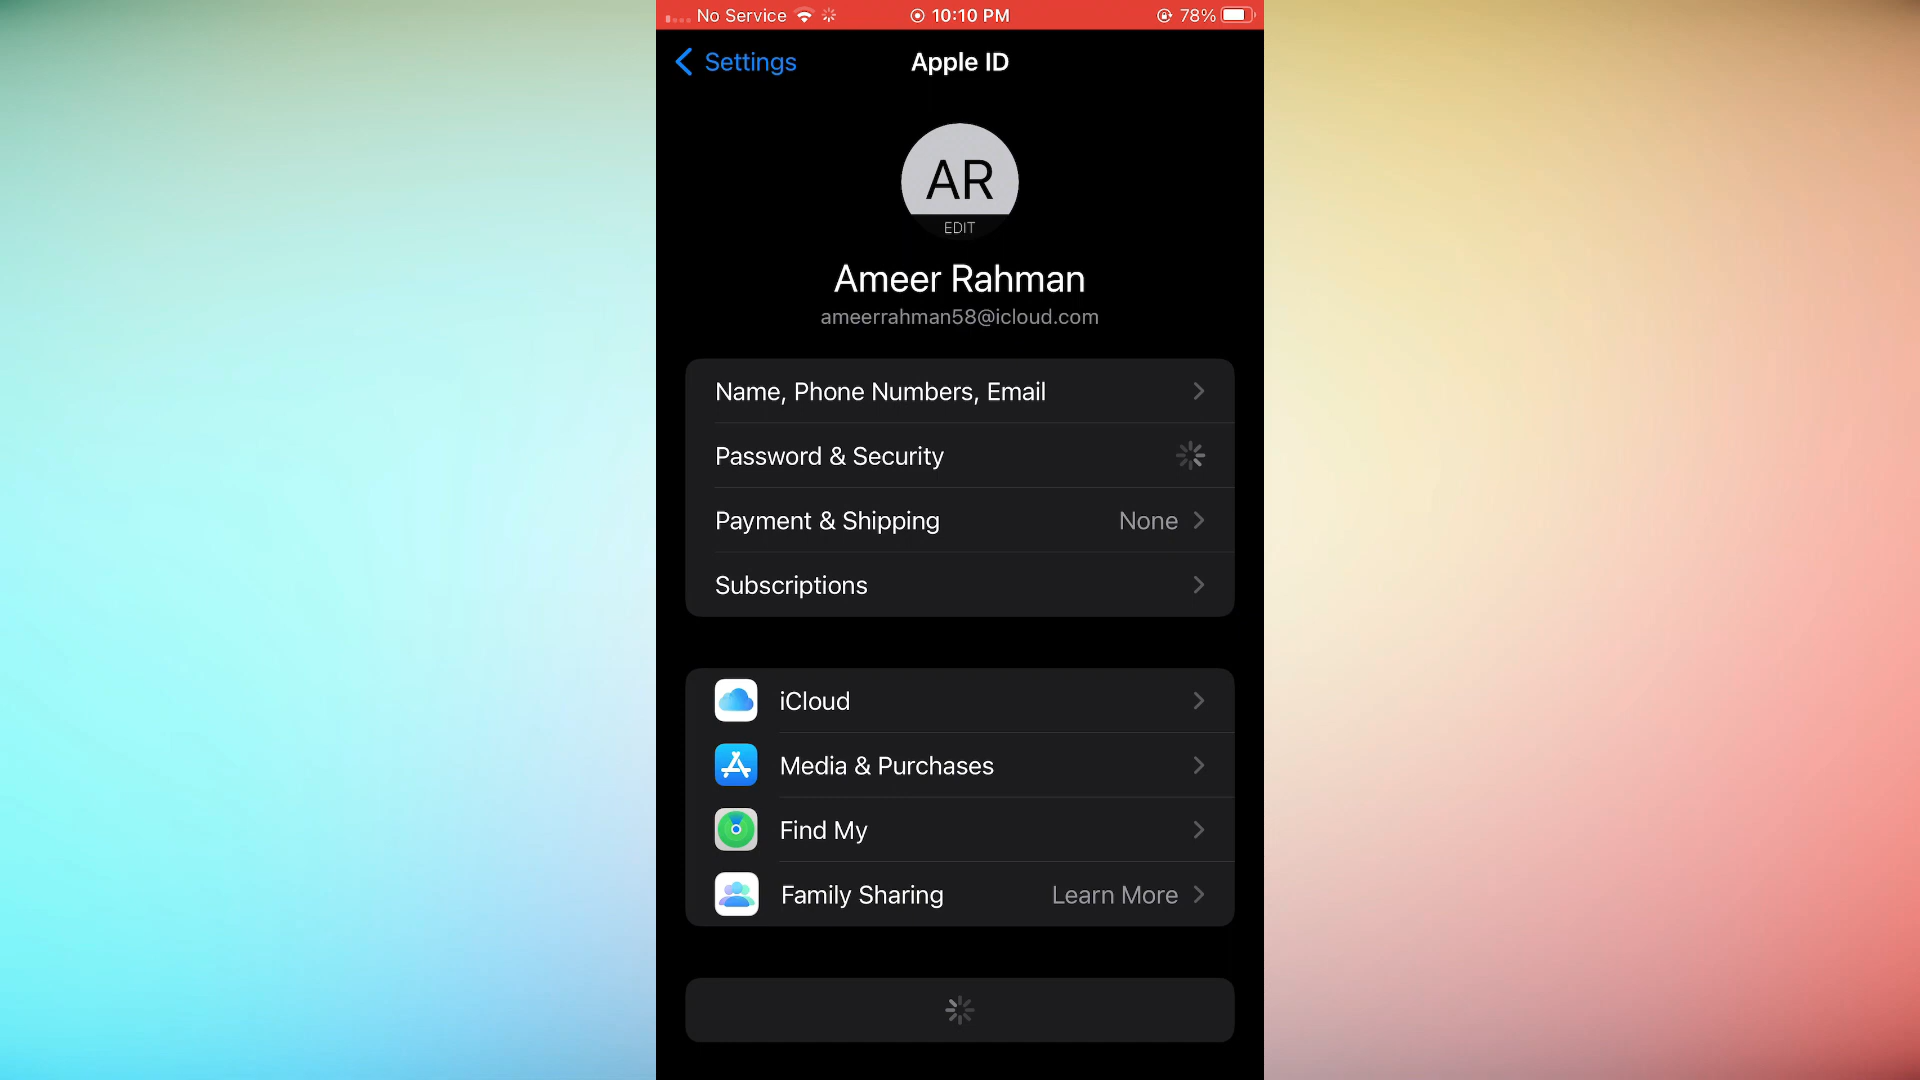 No Service 10:10 PM 78%
Settings Apple ID
AR
EDIT
Ameer Rahman
ameerrahman58@icloud.com
Name, Phone Numbers, Email
Password & Security
Payment & Shipping None
Subscriptions
iCloud
Media & Purchases
Find My
Family Sharing Learn More